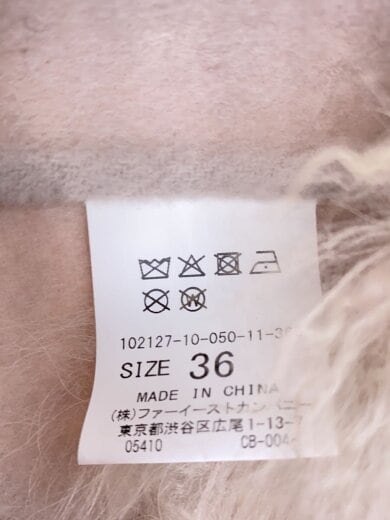 102127-10-050-11-3
SIZE 36
MADE IN CHINA
(株)ファーイーストカンパニー
東京都渋谷区広尾1-13-7
05410 CB-004